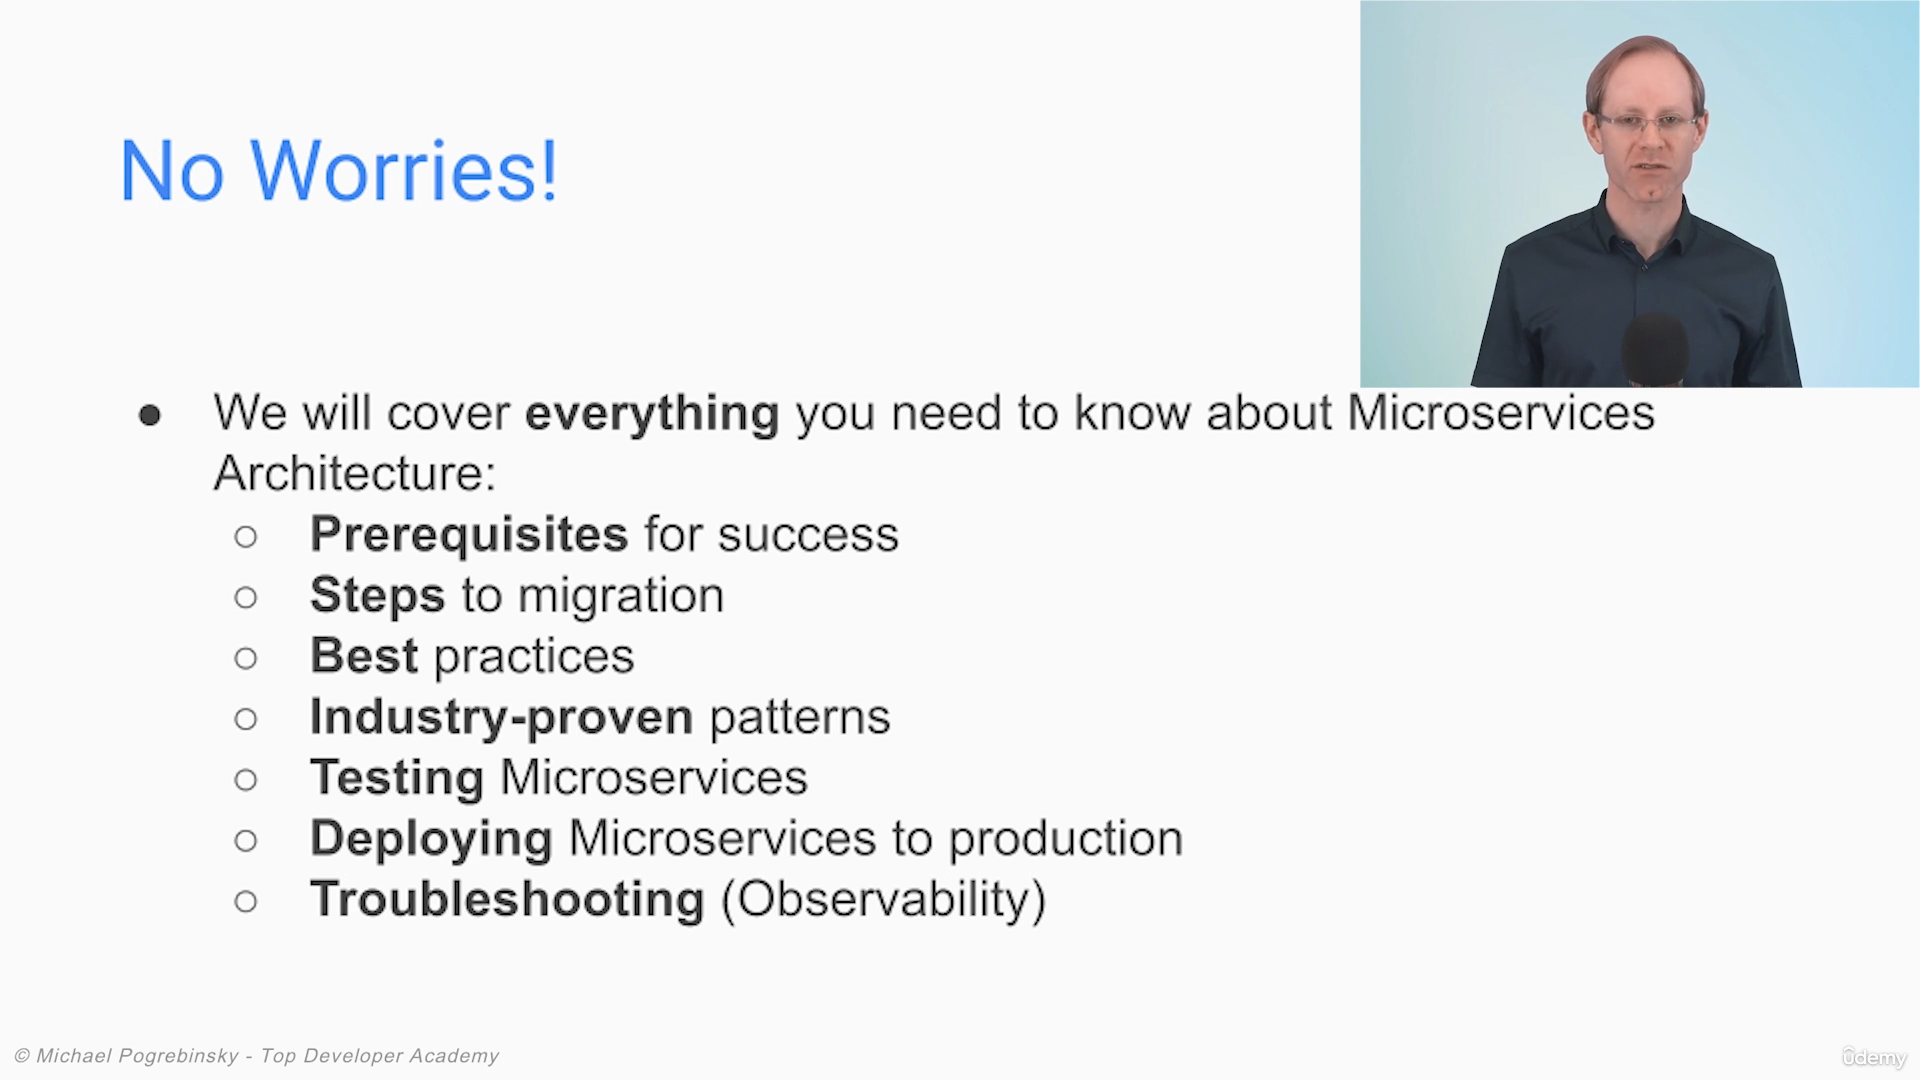 No Worries!
● We will cover everything you need to know about Microservices
Architecture:
○ Prerequisites for success
○ Steps to migration
○ Best practices
○ Industry-proven patterns
○ Testing Microservices
○ Deploying Microservices to production
○ Troubleshooting (Observability)
© Michael Pogrebinsky - Top Developer Academy
ûdemy